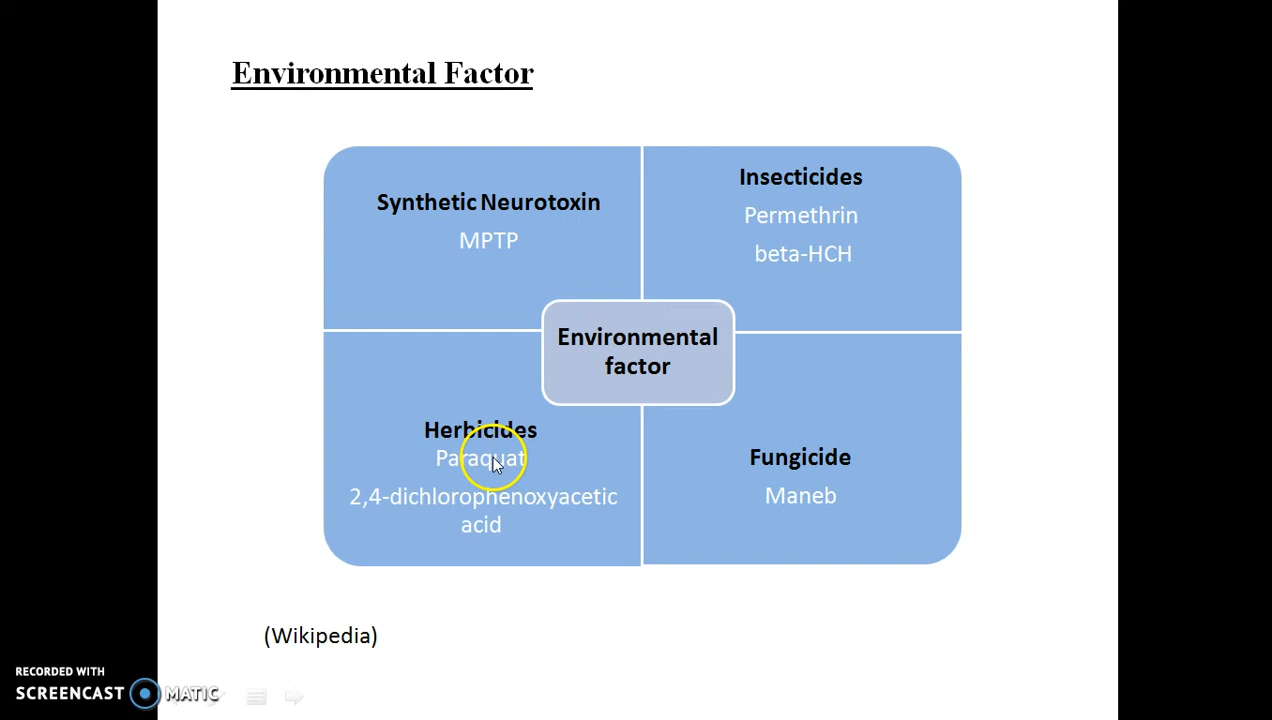 Environmental Factor
Synthetic Neurotoxin
MPTP
Insecticides
Permethrin
beta-HCH
Environmental
factor
Herbicides
Paraquat
2,4-dichlorophenoxyacetic
acid
Fungicide
Maneb
(Wikipedia)
RECORDED WITH
SCREENCAST MATIC